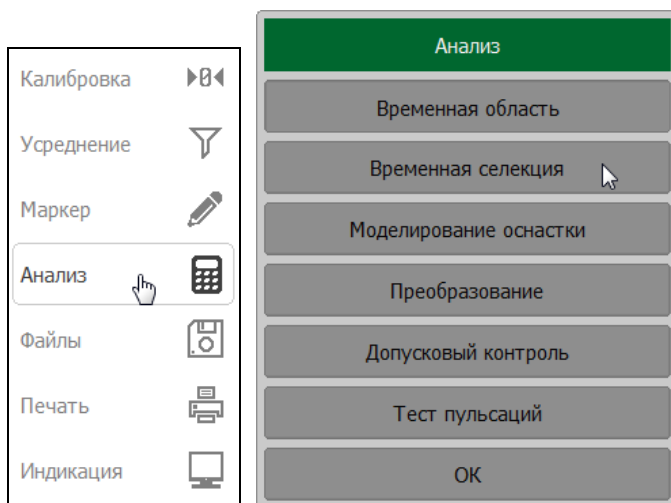 Калибровка
Усреднение
Маркер
Анализ
Файлы
Печать
Индикация
Анализ
Временная область
Временная селекция
Моделирование оснастки
Преобразование
Допусковый контроль
Тест пульсаций
ОК